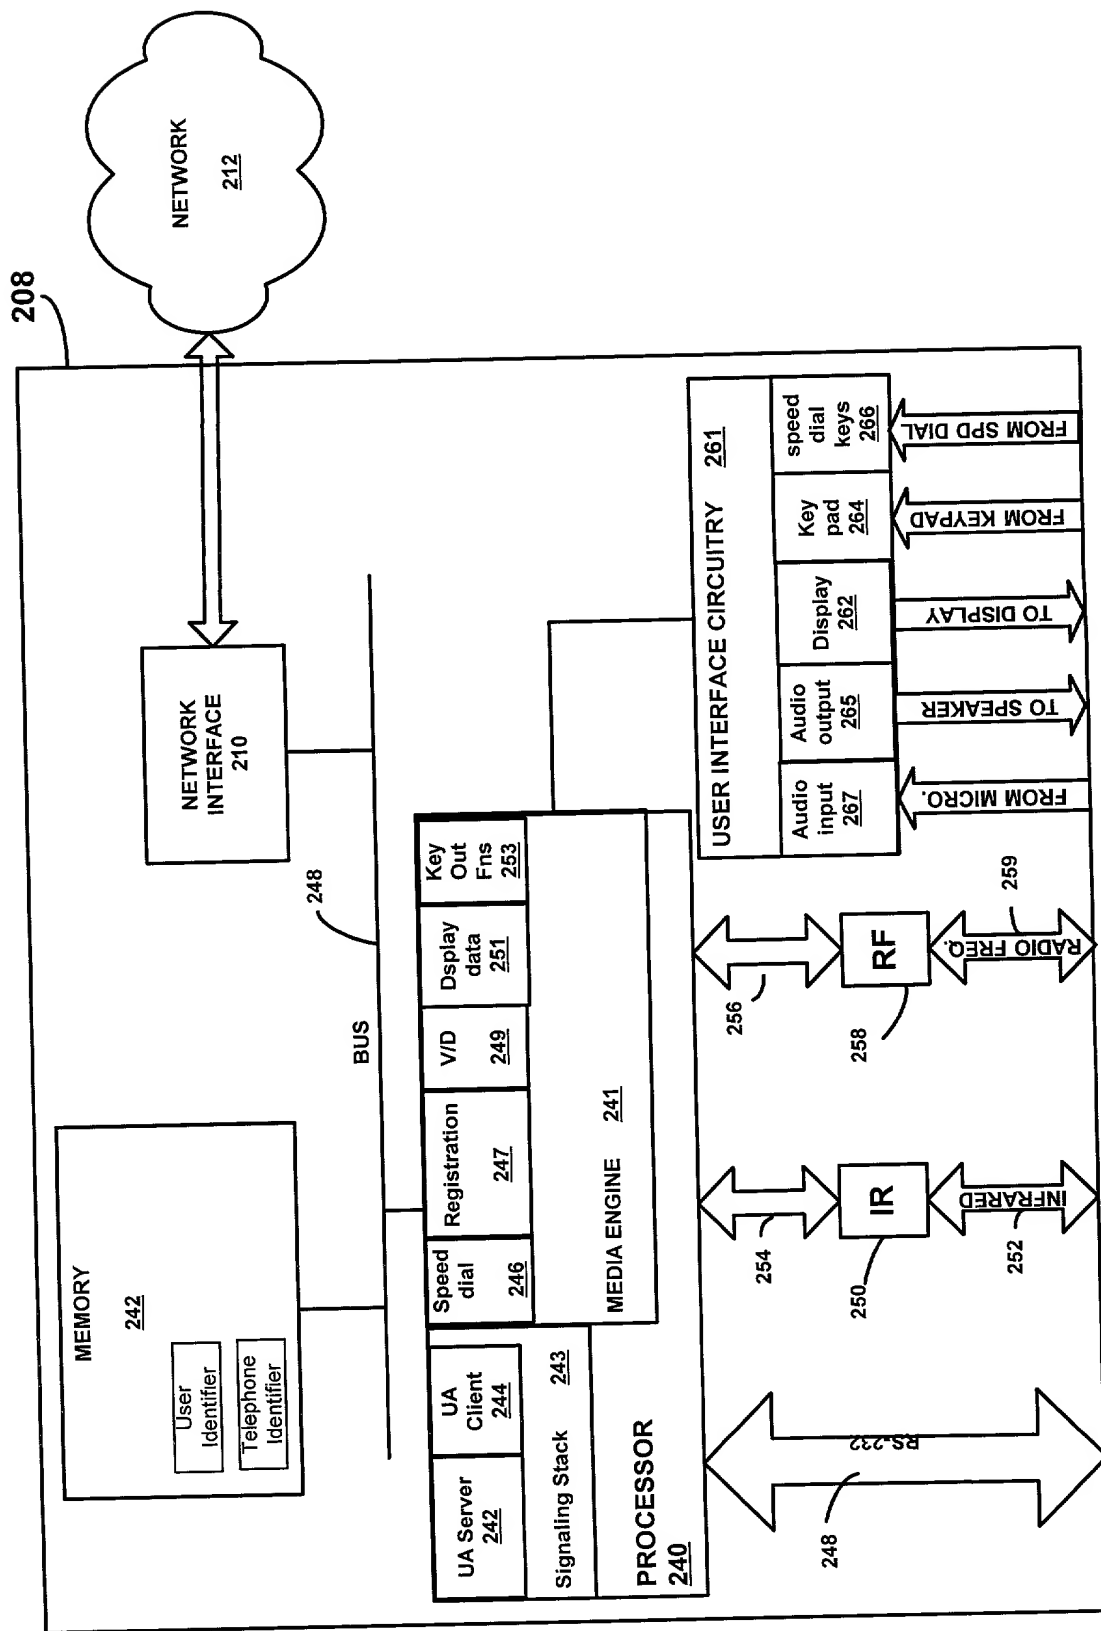 208
NETWORK
212
MEMORY
242
User
Identifier
Telephone
Identifier
NETWORK
INTERFACE
210
BUS
248
UA Server
242
UA
Client
244
Speed
dial
246
Registration
247
V/D
249
Dsplay
data
251
Key
Out
Fns
253
Signaling Stack
243
MEDIA ENGINE
241
PROCESSOR
240
USER INTERFACE CIRCUITRY
261
Audio
input
267
Audio
output
265
Display
262
Key
pad
264
speed
dial
keys
266
FROM MICRO.
TO SPEAKER
TO DISPLAY
FROM KEYPAD
FROM SPD DIAL
RS-232
248
254
IR
250
INFRARED
252
256
RF
258
RADIO FREQ.
259